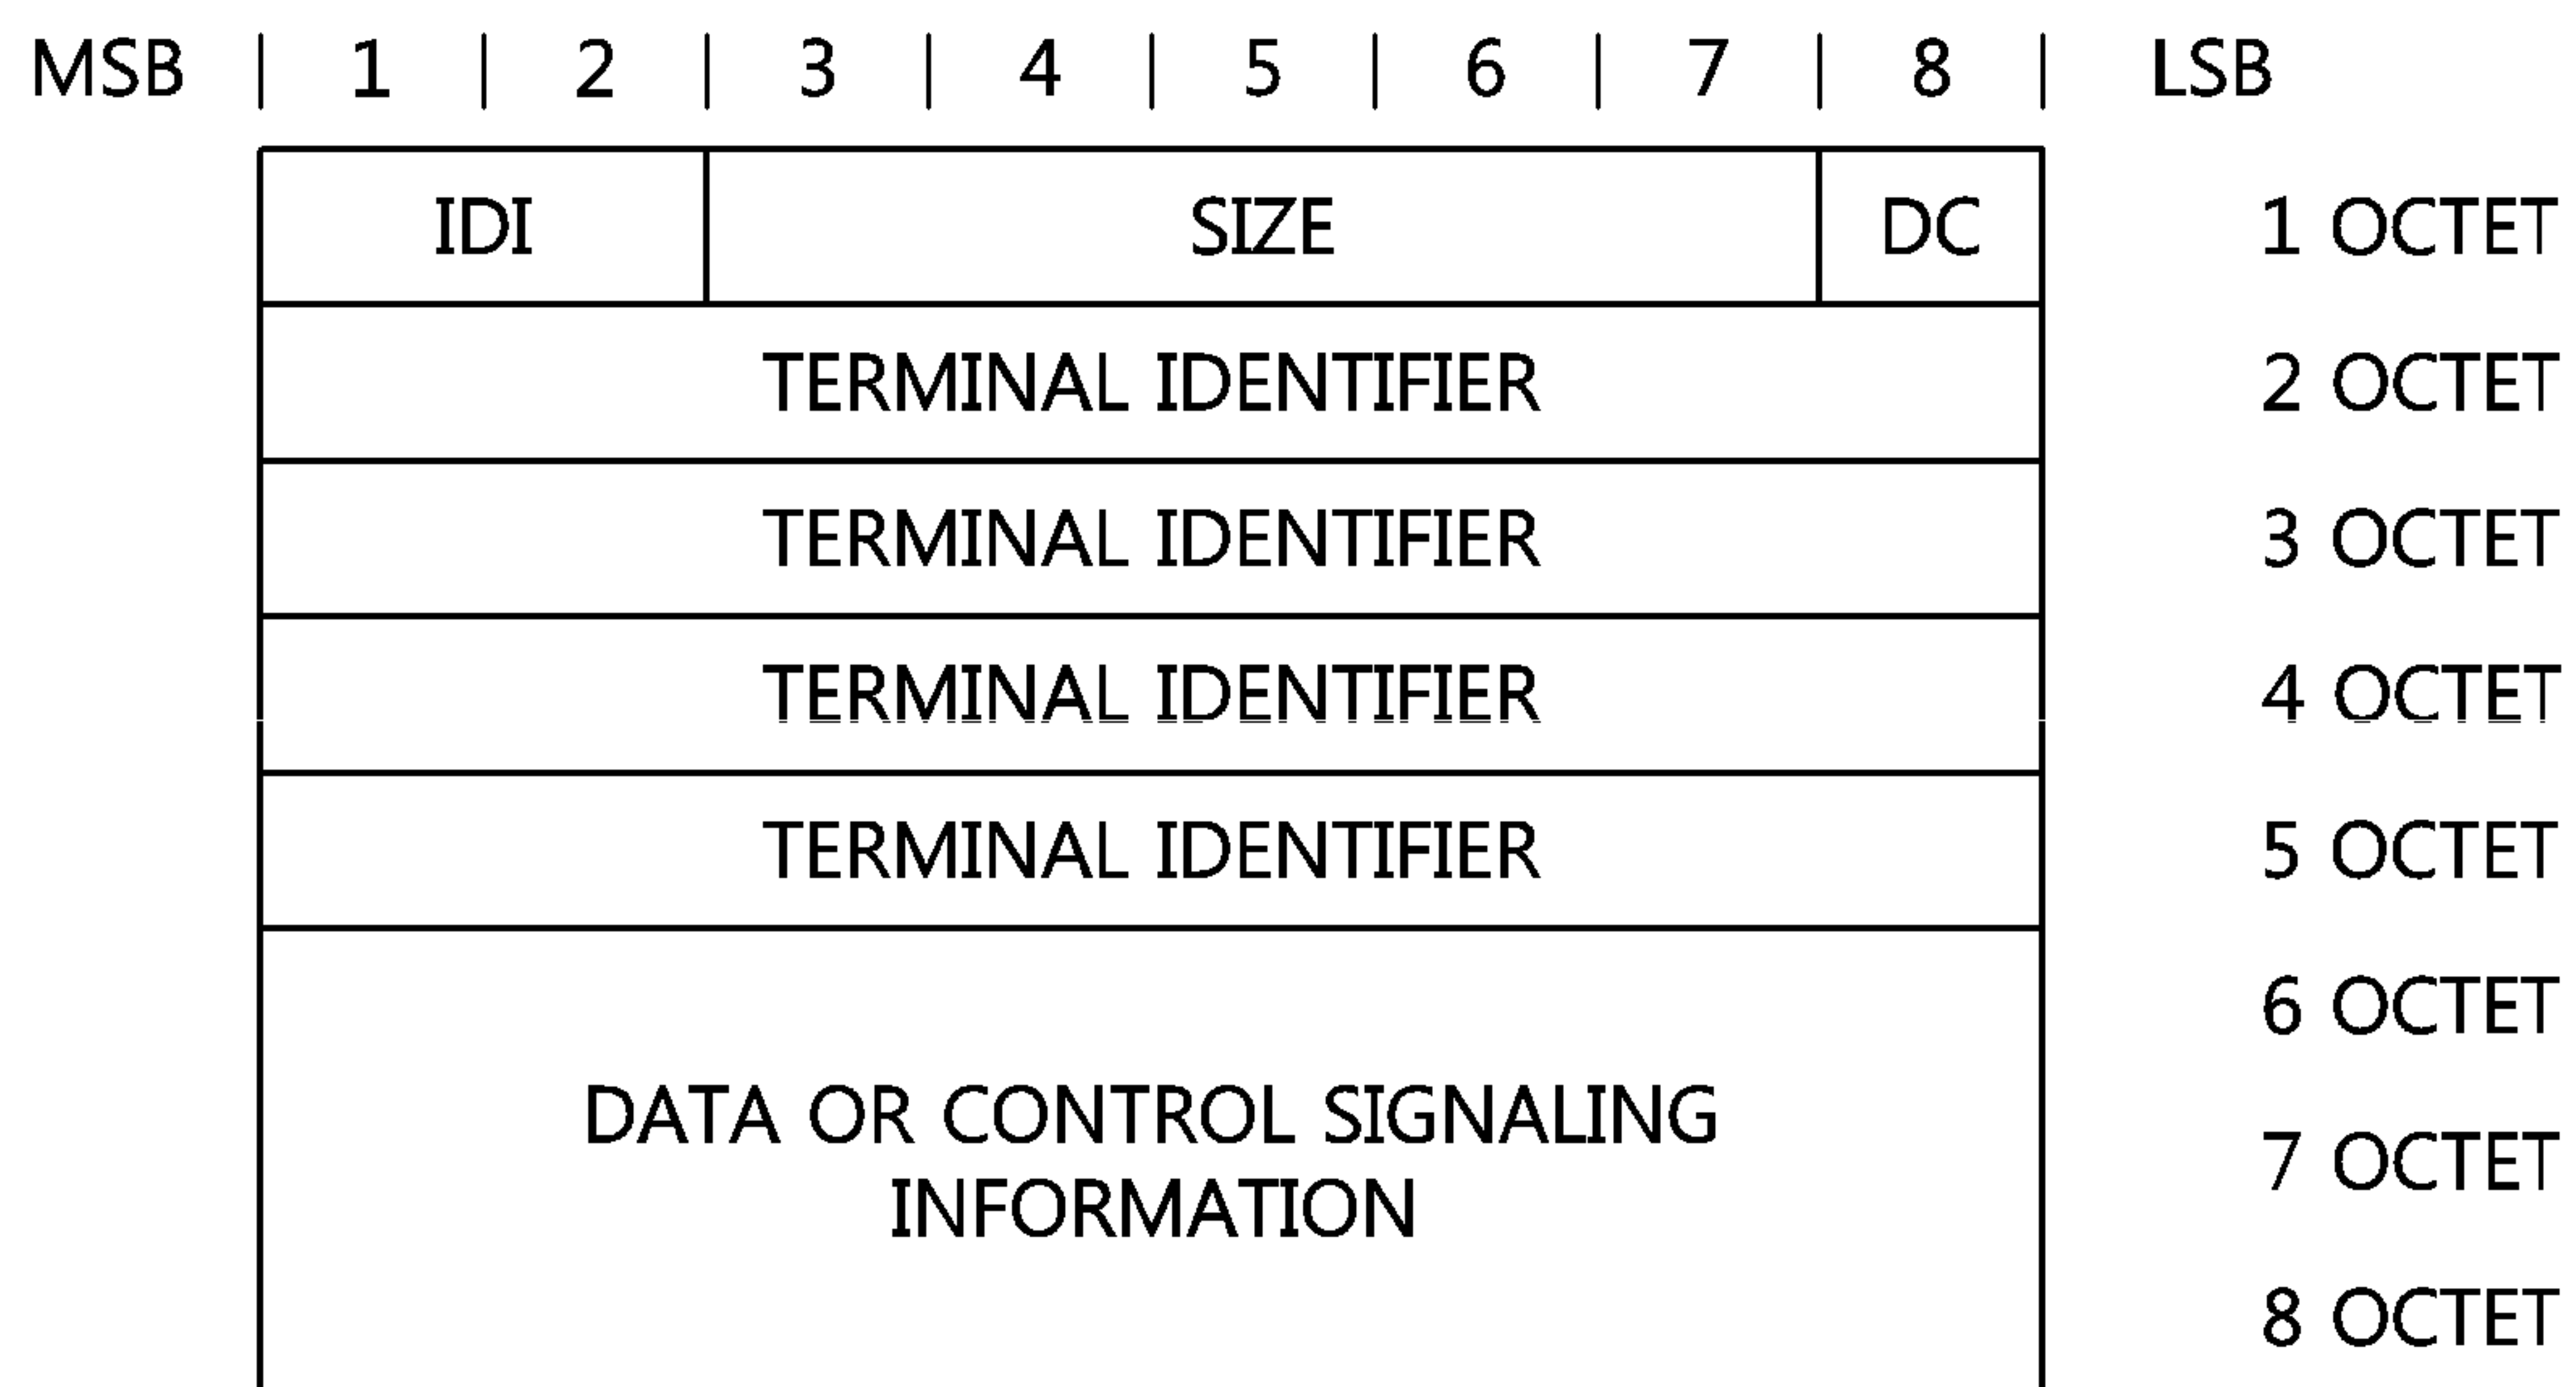 MSB | 1 | 2 | 3 | 4 | 5 | 6 | 7 | 8 | LSB
IDI SIZE DC 1 OCTET
TERMINAL IDENTIFIER 2 OCTET
TERMINAL IDENTIFIER 3 OCTET
TERMINAL IDENTIFIER 4 OCTET
TERMINAL IDENTIFIER 5 OCTET
6 OCTET
DATA OR CONTROL SIGNALING
7 OCTET
INFORMATION
8 OCTET